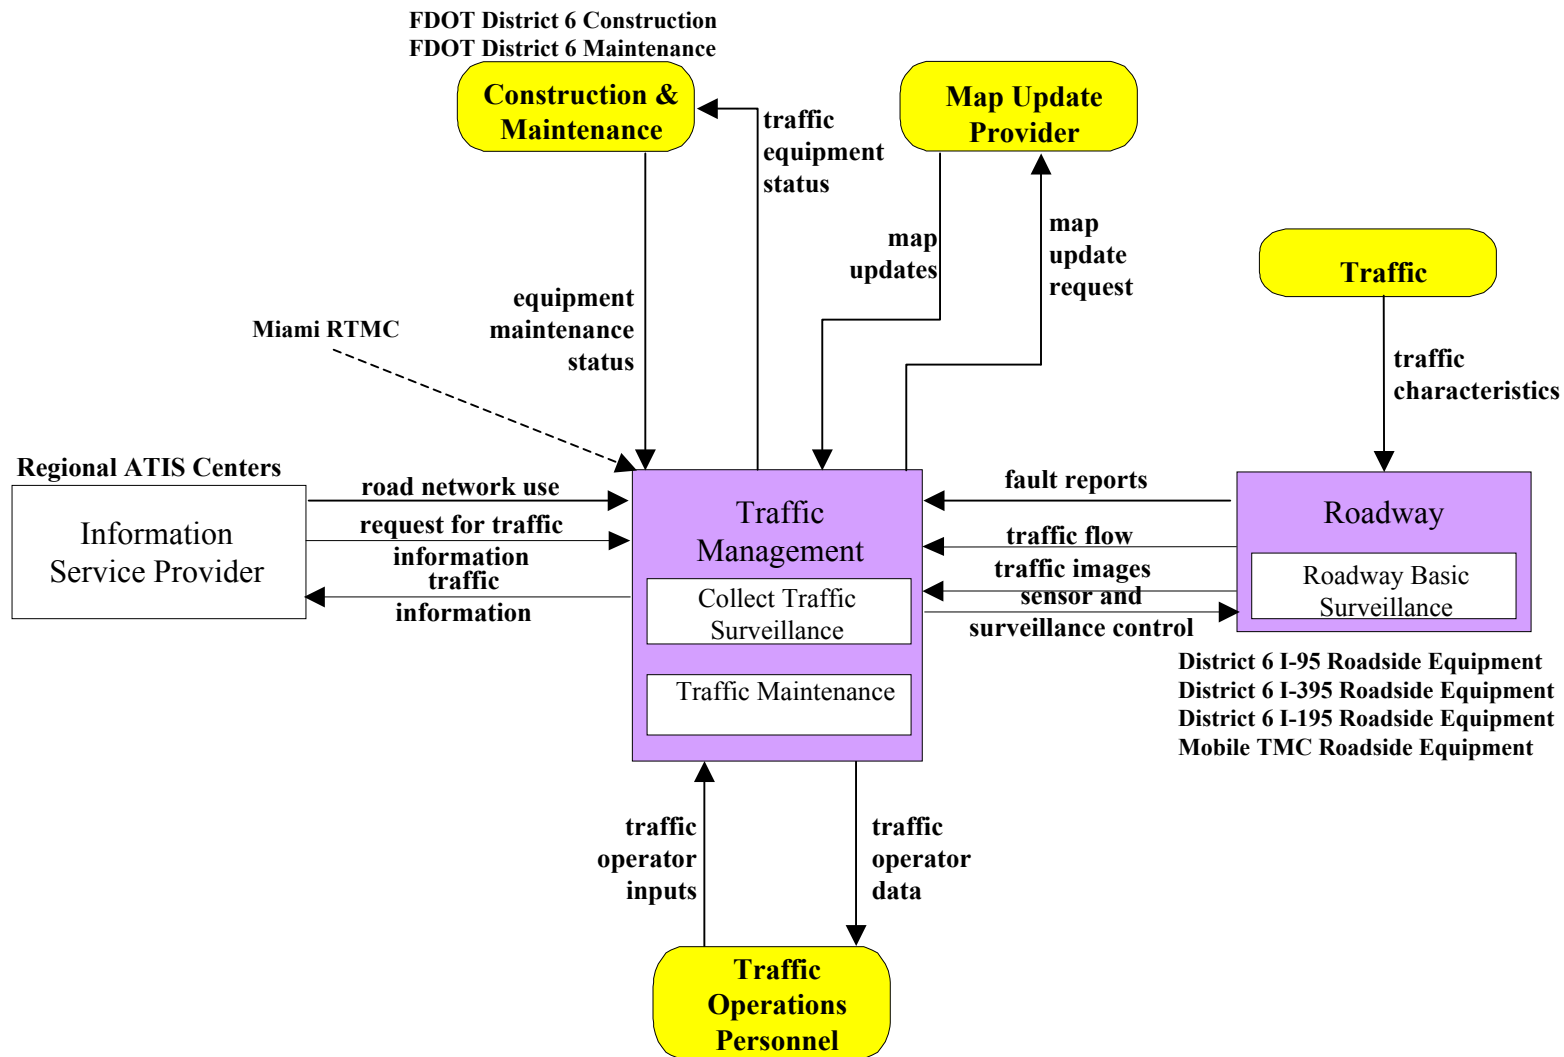 FDOT District 6 Construction
FDOT District 6 Maintenance
Construction &
Maintenance
Map Update
Provider
traffic
equipment
status
map
updates
map
update
request
Traffic
traffic
characteristics
equipment
maintenance
status
Miami RTMC
Regional ATIS Centers
Information
Service Provider
road network use
request for traffic
information
traffic
information
Traffic
Management
Collect Traffic
Surveillance
Traffic Maintenance
fault reports
traffic flow
traffic images
sensor and
surveillance control
Roadway
Roadway Basic
Surveillance
District 6 I-95 Roadside Equipment
District 6 I-395 Roadside Equipment
District 6 I-195 Roadside Equipment
Mobile TMC Roadside Equipment
traffic
operator
inputs
traffic
operator
data
Traffic
Operations
Personnel